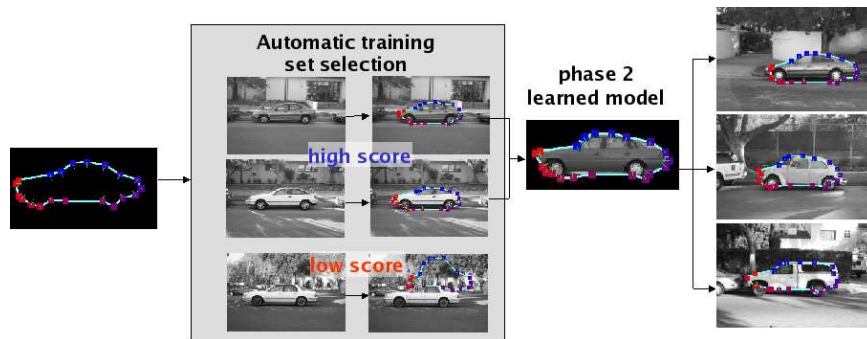 Automatic training
set selection
high score
low score
phase 2
learned model